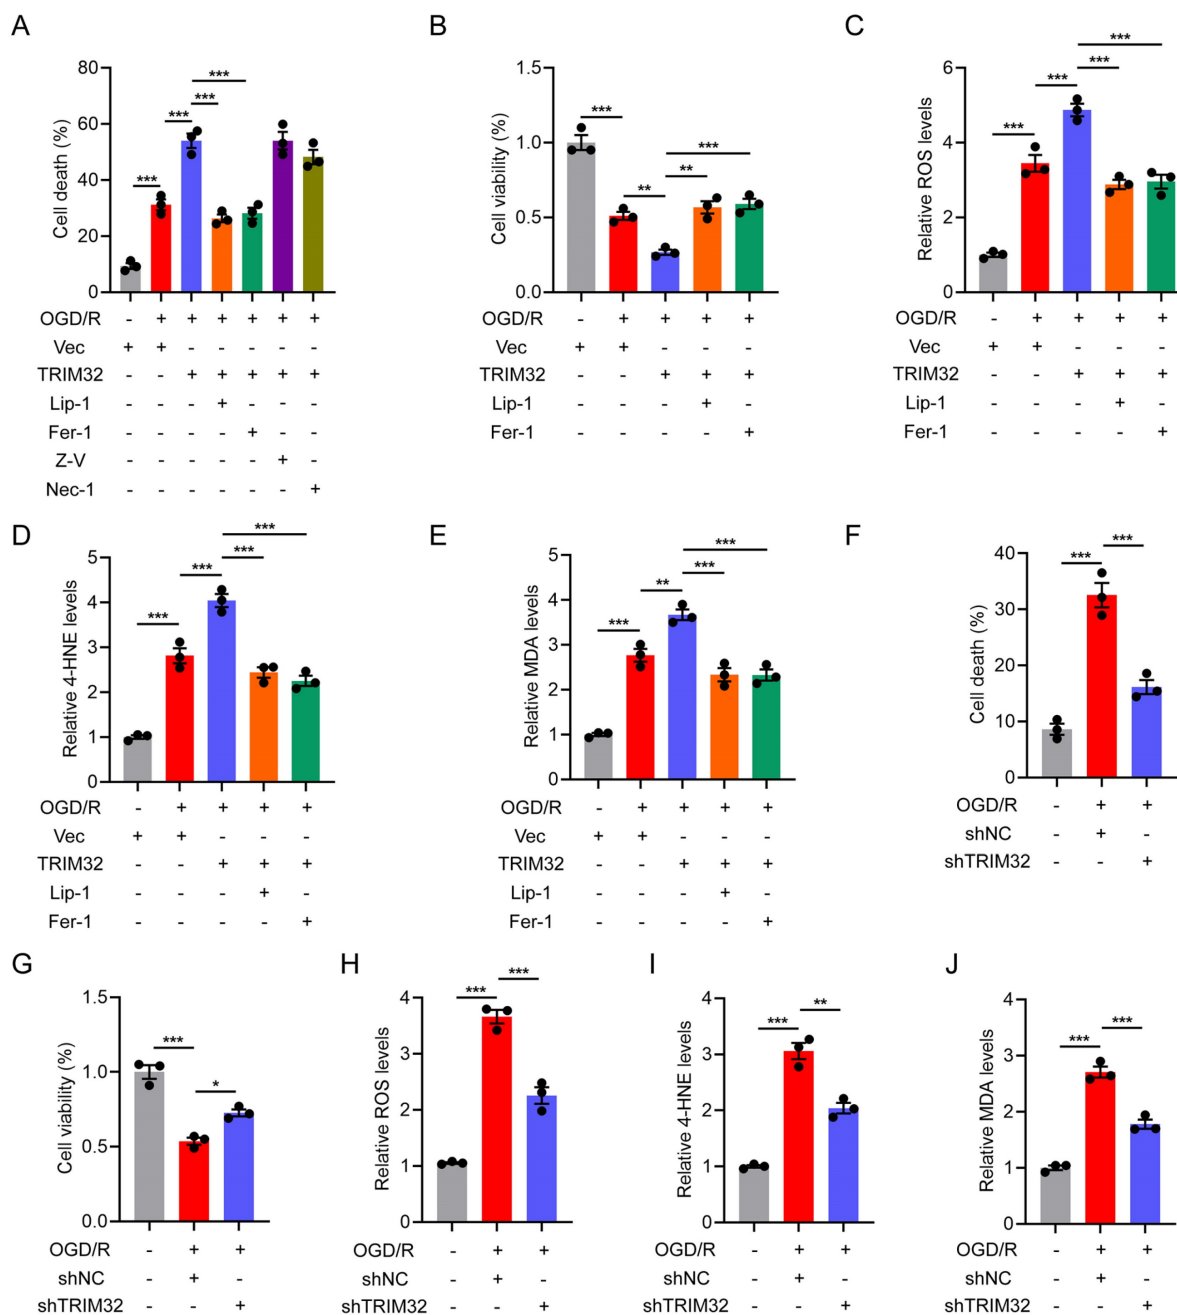 A
Cell death (%)
80
60
40
20
0
***
***
***
***
OGD/R - + + + + + +
Vec + + - - - - -
TRIM32 - - + + + + +
Lip-1 - - - + - - -
Fer-1 - - - - + - -
Z-V - - - - - + -
Nec-1 - - - - - - +
B
Cell viability (%)
1.5
1.0
0.5
0.0
***
**
**
***
OGD/R - + + + +
Vec + + - - -
TRIM32 - - + + +
Lip-1 - - - + -
Fer-1 - - - - +
C
Relative ROS levels
6
4
2
0
***
***
***
***
OGD/R - + + + +
Vec + + - - -
TRIM32 - - + + +
Lip-1 - - - + -
Fer-1 - - - - +
D
Relative 4-HNE levels
5
4
3
2
1
0
***
***
***
***
OGD/R - + + + +
Vec + + - - -
TRIM32 - - + + +
Lip-1 - - - + -
Fer-1 - - - - +
E
Relative MDA levels
5
4
3
2
1
0
***
**
***
***
OGD/R - + + + +
Vec + + - - -
TRIM32 - - + + +
Lip-1 - - - + -
Fer-1 - - - - +
F
Cell death (%)
40
30
20
10
0
***
***
OGD/R - + +
shNC - + -
shTRIM32 - - +
G
Cell viability (%)
1.5
1.0
0.5
0.0
***
*
OGD/R - + +
shNC - + -
shTRIM32 - - +
H
Relative ROS levels
4
3
2
1
0
***
***
OGD/R - + +
shNC - + -
shTRIM32 - - +
I
Relative 4-HNE levels
4
3
2
1
0
***
**
OGD/R - + +
shNC - + -
shTRIM32 - - +
J
Relative MDA levels
4
3
2
1
0
***
***
OGD/R - + +
shNC - + -
shTRIM32 - - +